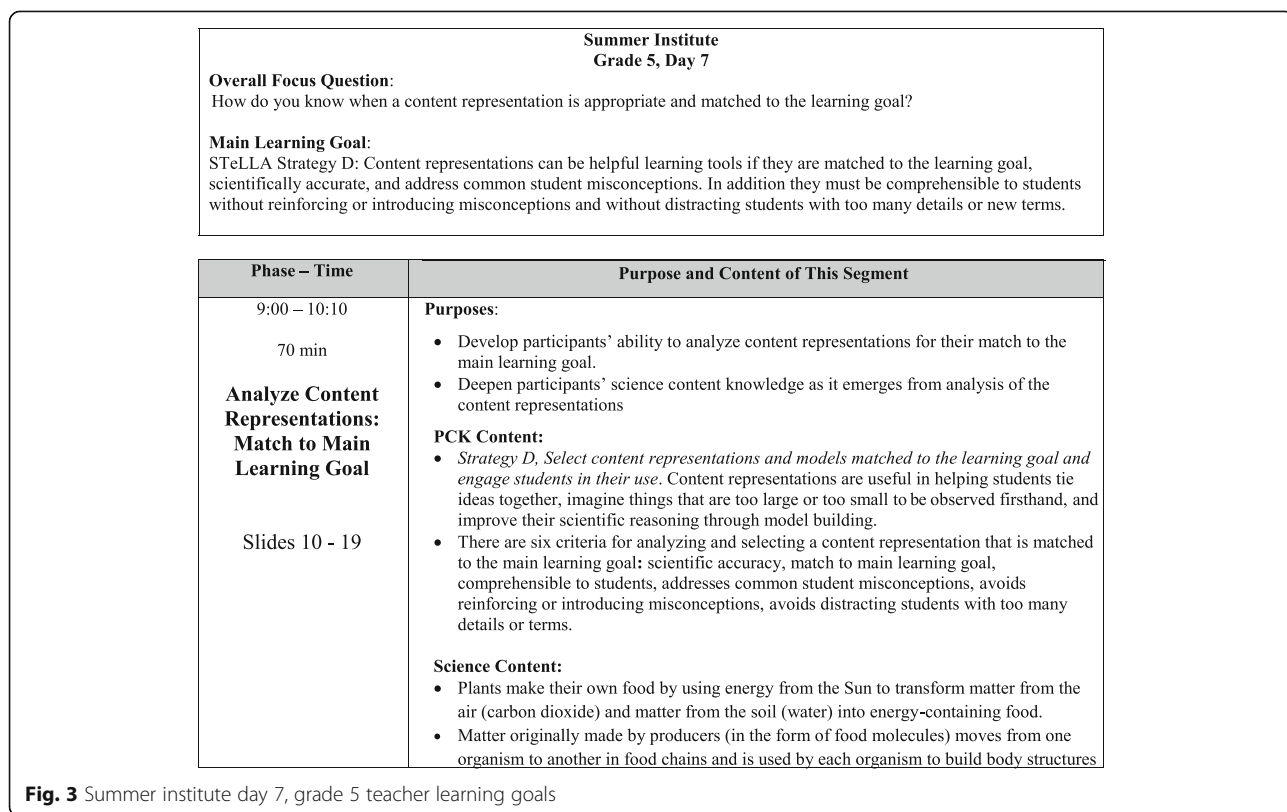 Summer Institute
Grade 5, Day 7
Overall Focus Question:
How do you know when a content representation is appropriate and matched to the learning goal?
Main Learning Goal:
STeLLA Strategy D: Content representations can be helpful learning tools if they are matched to the learning goal,
scientifically accurate, and address common student misconceptions. In addition they must be comprehensible to students
without reinforcing or introducing misconceptions and without distracting students with too many details or new terms.
Phase – Time
Purpose and Content of This Segment
9:00 – 10:10
70 min
Analyze Content
Representations:
Match to Main
Learning Goal
Slides 10 - 19
Purposes:
• Develop participants' ability to analyze content representations for their match to the
main learning goal.
• Deepen participants' science content knowledge as it emerges from analysis of the
content representations
PCK Content:
• Strategy D, Select content representations and models matched to the learning goal and
engage students in their use. Content representations are useful in helping students tie
ideas together, imagine things that are too large or too small to be observed firsthand, and
improve their scientific reasoning through model building.
• There are six criteria for analyzing and selecting a content representation that is matched
to the main learning goal: scientific accuracy, match to main learning goal,
comprehensible to students, addresses common student misconceptions, avoids
reinforcing or introducing misconceptions, avoids distracting students with too many
details or terms.
Science Content:
• Plants make their own food by using energy from the Sun to transform matter from the
air (carbon dioxide) and matter from the soil (water) into energy-containing food.
• Matter originally made by producers (in the form of food molecules) moves from one
organism to another in food chains and is used by each organism to build body structures
Fig. 3 Summer institute day 7, grade 5 teacher learning goals